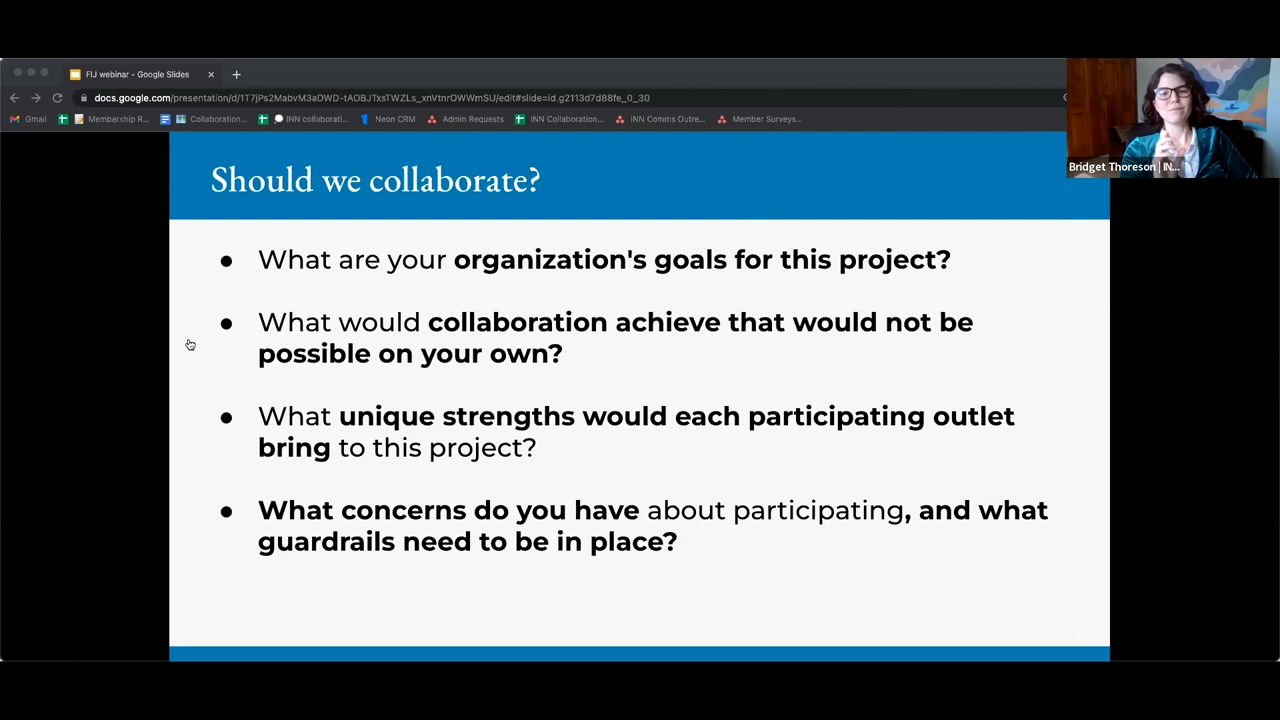 FIJ webinar - Google Slides
docs.google.com/presentation/d/1T7jPs2MabvM3aDWD-tAOBJTxsTWZLs_xnVtnrOWWmSU/edit#slide=id.g2113d7d88fe_0_30
Gmail Membership R... Collaboration... INN collaborati... Neon CRM Admin Requests INN Collaboration... INN Comms Outre... Member Surveys...
Bridget Thoreson | IN...
Should we collaborate?
● What are your organization's goals for this project?
● What would collaboration achieve that would not be
possible on your own?
● What unique strengths would each participating outlet
bring to this project?
● What concerns do you have about participating, and what
guardrails need to be in place?